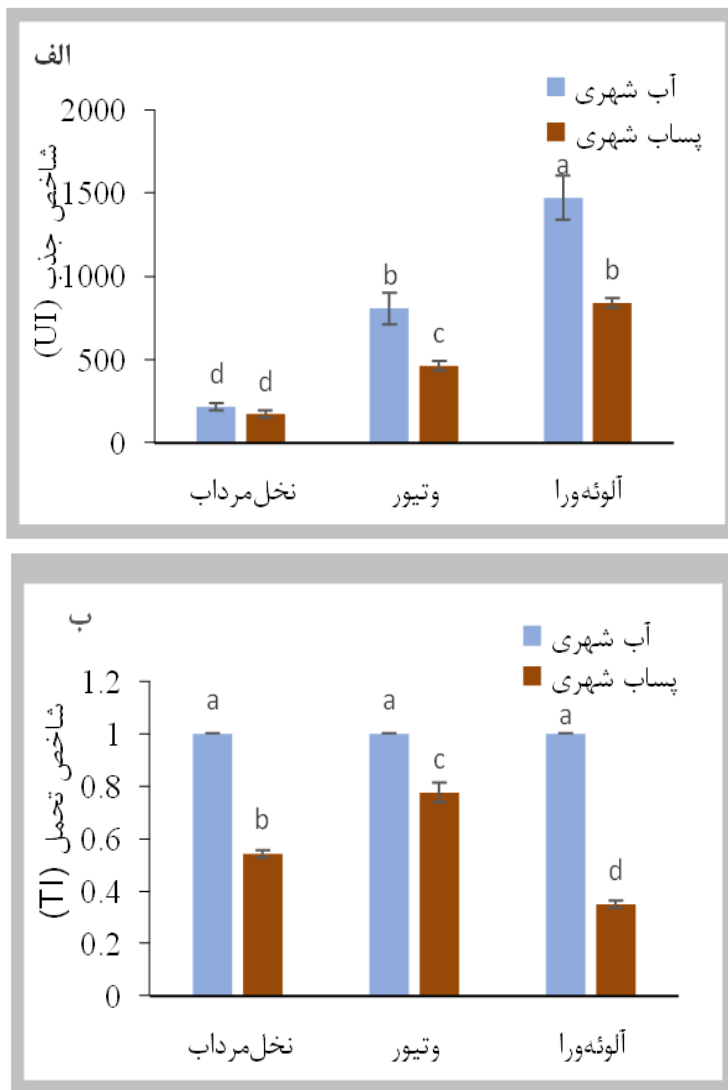 الف
آب شهری
پساب شهری
شاخص جذب (UI)
2000
1500
1000
500
0
d
d
b
c
a
b
نخل‌مرداب
وتیور
آلوئه‌ورا
ب
آب شهری
پساب شهری
شاخص تحمل (TI)
1.2
1
0.8
0.6
0.4
0.2
0
a
b
a
c
a
d
نخل‌مرداب
وتیور
آلوئه‌ورا